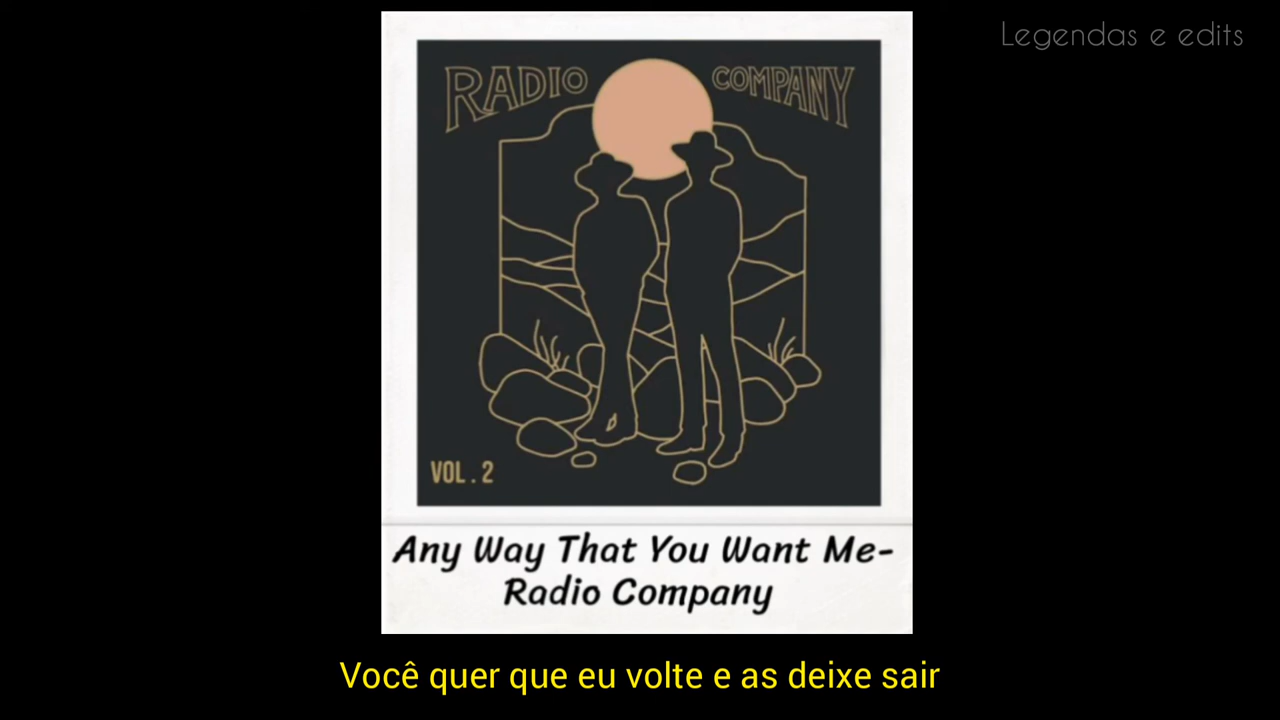 Legendas e edits
RADIO COMPANY
VOL. 2
Any Way That You Want Me-
Radio Company
Você quer que eu volte e as deixe sair